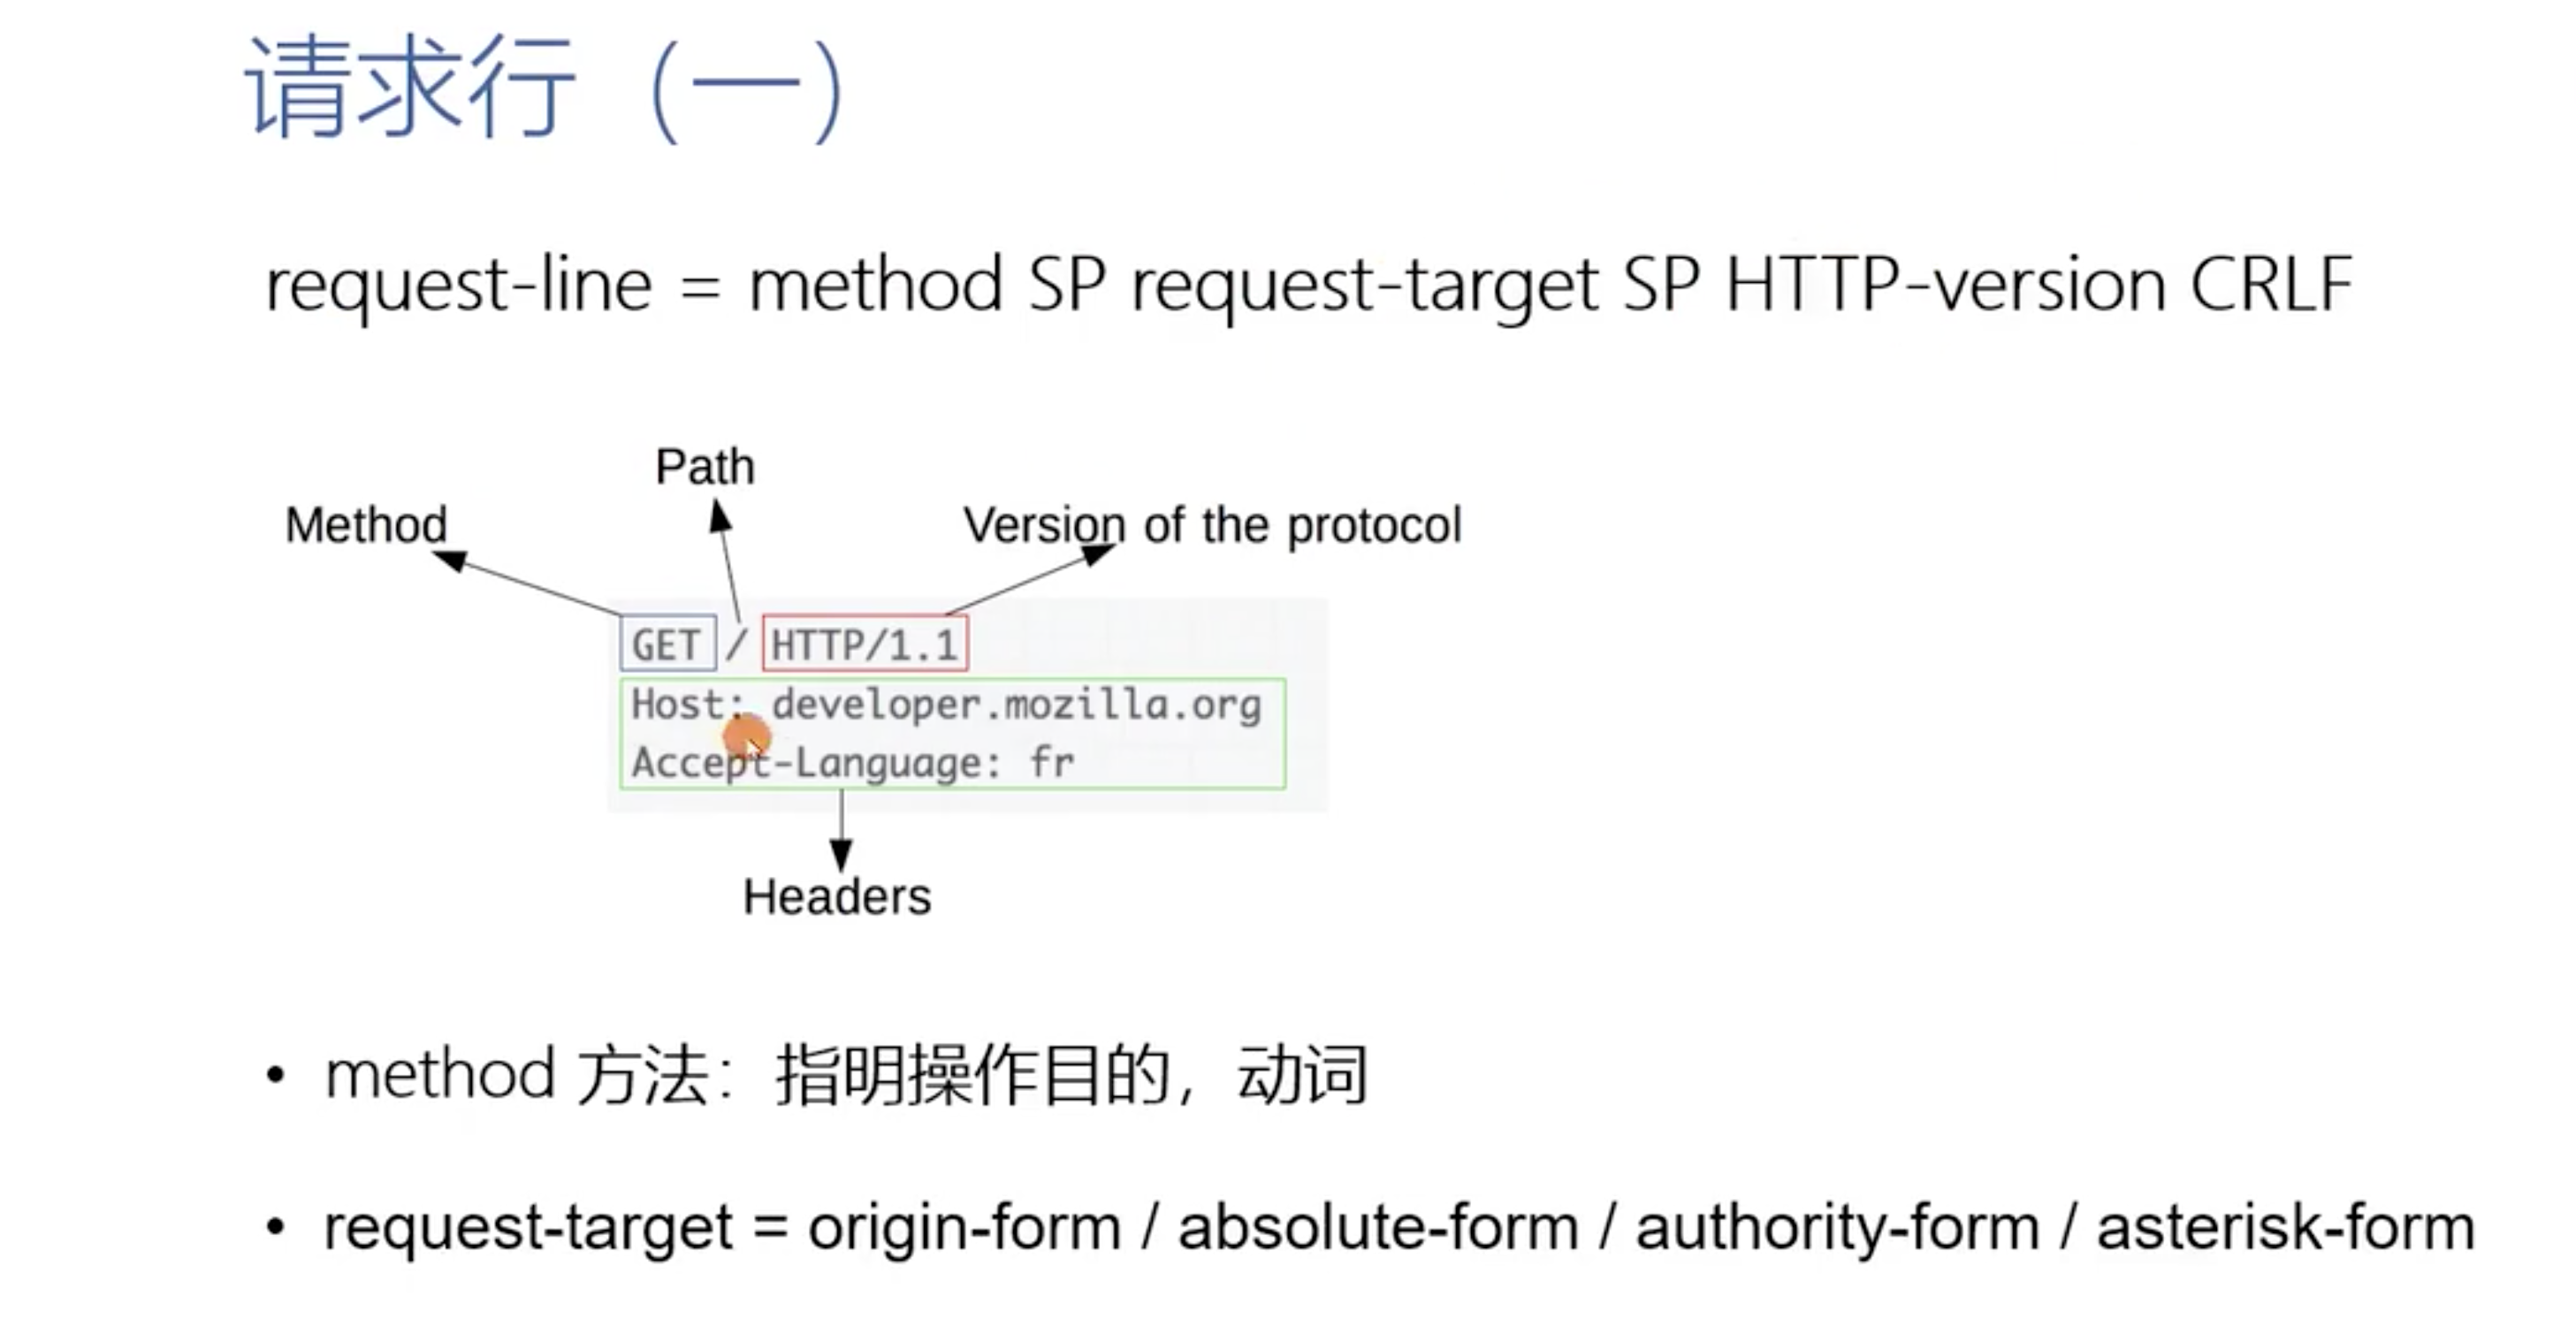 请求行（一）
request-line = method SP request-target SP HTTP-version CRLF
Path
Method
Version of the protocol
GET / HTTP/1.1
Host: developer.mozilla.org
Accept-Language: fr
Headers
• method 方法：指明操作目的，动词
• request-target = origin-form / absolute-form / authority-form / asterisk-form